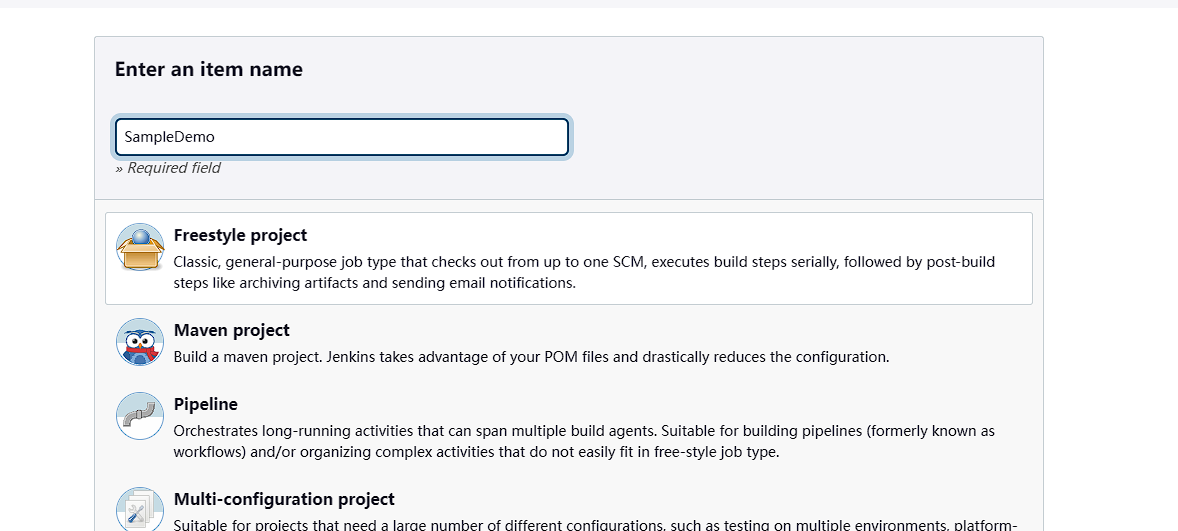 Enter an item name
SampleDemo
» Required field
Freestyle project
Classic, general-purpose job type that checks out from up to one SCM, executes build steps serially, followed by post-build
steps like archiving artifacts and sending email notifications.
Maven project
Build a maven project. Jenkins takes advantage of your POM files and drastically reduces the configuration.
Pipeline
Orchestrates long-running activities that can span multiple build agents. Suitable for building pipelines (formerly known as
workflows) and/or organizing complex activities that do not easily fit in free-style job type.
Multi-configuration project
Suitable for projects that need a large number of different configurations, such as testing on multiple environments, platform-